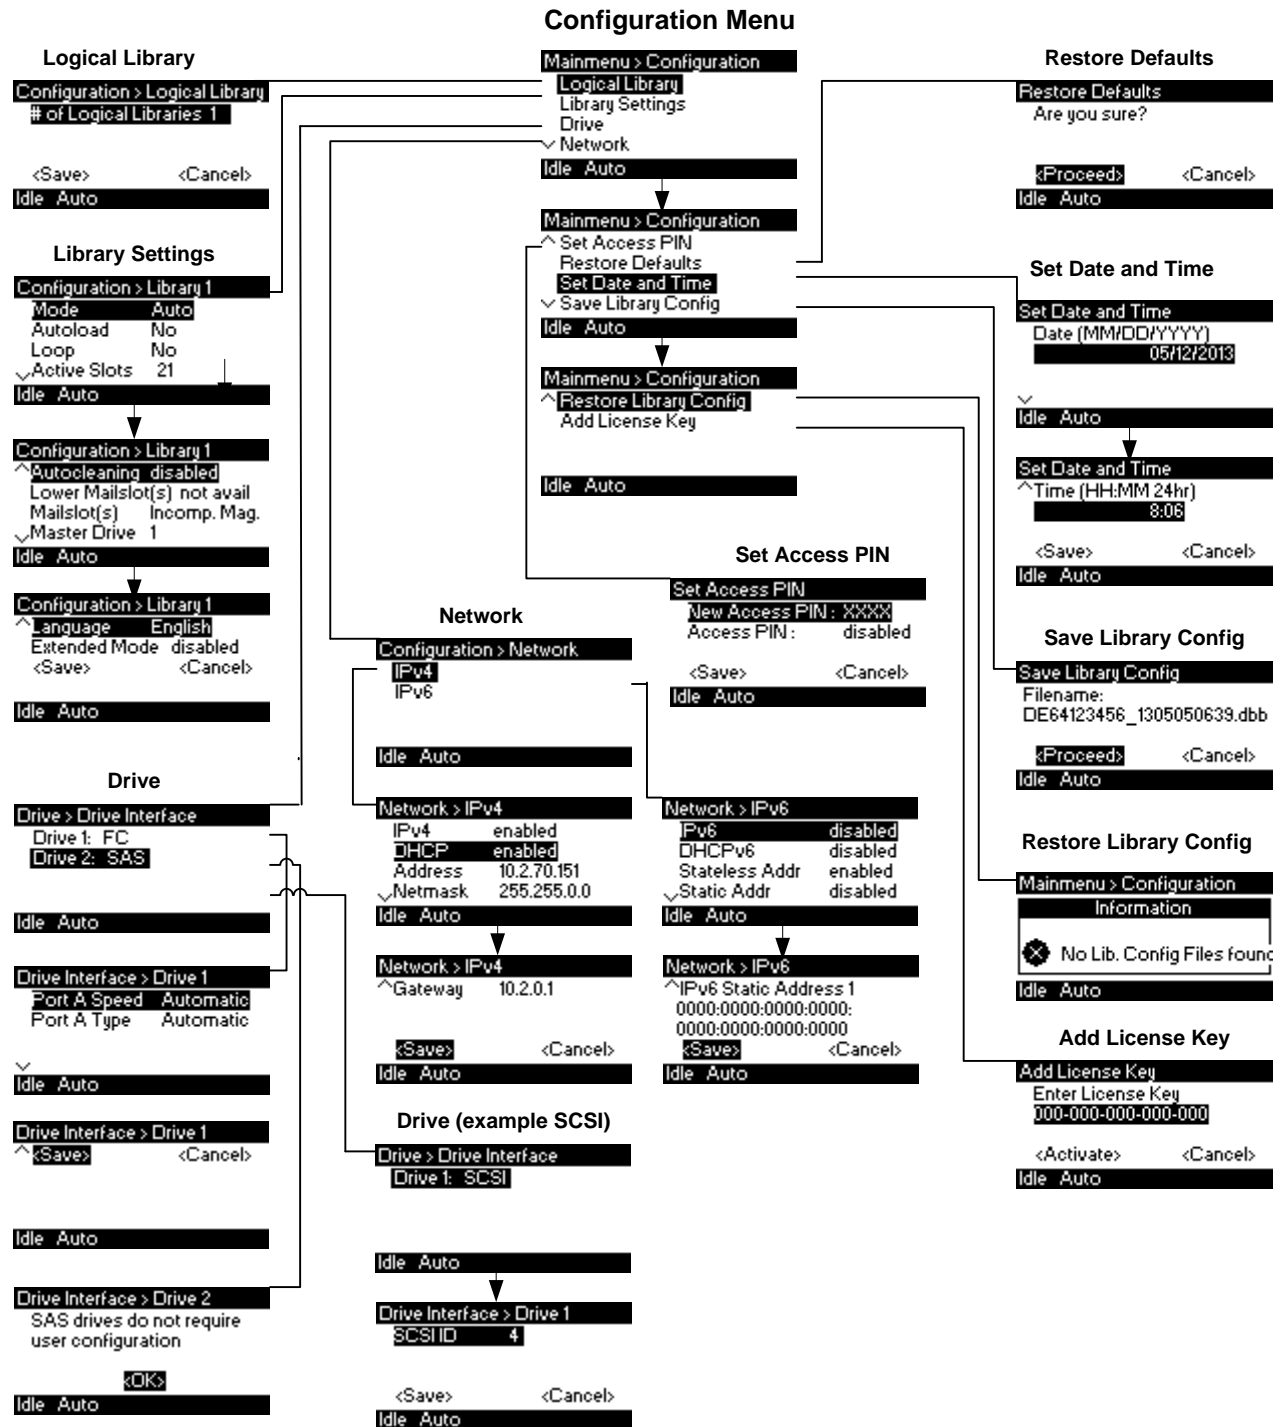 Configuration Menu
Logical Library
Configuration > Logical Library
# of Logical Libraries 1
<Save> <Cancel>
Idle Auto
Library Settings
Configuration > Library 1
Mode Auto
Autoload No
Loop No
Active Slots 21
Idle Auto
Configuration > Library 1
Autocleaning disabled
Lower Mailslot(s) not avail
Mailslot(s) Incomp. Mag.
Master Drive 1
Idle Auto
Configuration > Library 1
Language English
Extended Mode disabled
<Save> <Cancel>
Idle Auto
Drive
Drive > Drive Interface
Drive 1: FC
Drive 2: SAS
Idle Auto
Drive Interface > Drive 1
Port A Speed Automatic
Port A Type Automatic
Idle Auto
Drive Interface > Drive 1
<Save> <Cancel>
Idle Auto
Drive Interface > Drive 2
SAS drives do not require
user configuration
<OK>
Idle Auto
Mainmenu > Configuration
Logical Library
Library Settings
Drive
Network
Idle Auto
Mainmenu > Configuration
Set Access PIN
Restore Defaults
Set Date and Time
Save Library Config
Idle Auto
Mainmenu > Configuration
Restore Library Config
Add License Key
Idle Auto
Set Access PIN
Set Access PIN
New Access PIN : XXXX
Access PIN : disabled
<Save> <Cancel>
Idle Auto
Network
Configuration > Network
IPv4
IPv6
Idle Auto
Network > IPv4
IPv4 enabled
DHCP enabled
Address 10.2.70.151
Netmask 255.255.0.0
Idle Auto
Network > IPv4
Gateway 10.2.0.1
<Save> <Cancel>
Idle Auto
Network > IPv6
IPv6 disabled
DHCPv6 disabled
Stateless Addr enabled
Static Addr disabled
Idle Auto
Network > IPv6
IPv6 Static Address 1
0000:0000:0000:0000:
0000:0000:0000:0000
<Save> <Cancel>
Idle Auto
Drive (example SCSI)
Drive > Drive Interface
Drive 1: SCSI
Idle Auto
Drive Interface > Drive 1
SCSI ID 4
<Save> <Cancel>
Idle Auto
Restore Defaults
Restore Defaults
Are you sure?
<Proceed> <Cancel>
Idle Auto
Set Date and Time
Set Date and Time
Date (MM/DD/YYYY)
05/12/2013
Idle Auto
Set Date and Time
Time (HH:MM 24hr)
8:06
<Save> <Cancel>
Idle Auto
Save Library Config
Save Library Config
Filename:
DE64123456_1305050639.dbb
<Proceed> <Cancel>
Idle Auto
Restore Library Config
Mainmenu > Configuration
Information
No Lib. Config Files found
Idle Auto
Add License Key
Add License Key
Enter License Key
000-000-000-000-000
<Activate> <Cancel>
Idle Auto